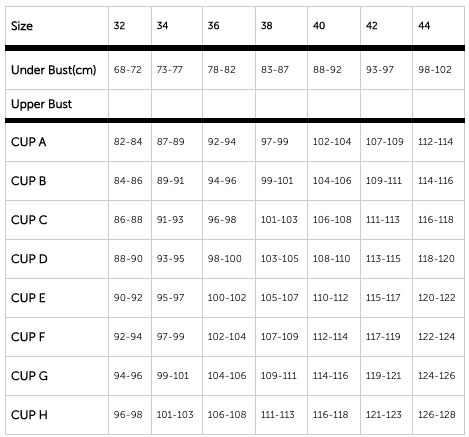 Size 32 34 36 38 40 42 44
Under Bust(cm) 68-72 73-77 78-82 83-87 88-92 93-97 98-102
Upper Bust
CUP A 82-84 87-89 92-94 97-99 102-104 107-109 112-114
CUP B 84-86 89-91 94-96 99-101 104-106 109-111 114-116
CUP C 86-88 91-93 96-98 101-103 106-108 111-113 116-118
CUP D 88-90 93-95 98-100 103-105 108-110 113-115 118-120
CUP E 90-92 95-97 100-102 105-107 110-112 115-117 120-122
CUP F 92-94 97-99 102-104 107-109 112-114 117-119 122-124
CUP G 94-96 99-101 104-106 109-111 114-116 119-121 124-126
CUP H 96-98 101-103 106-108 111-113 116-118 121-123 126-128